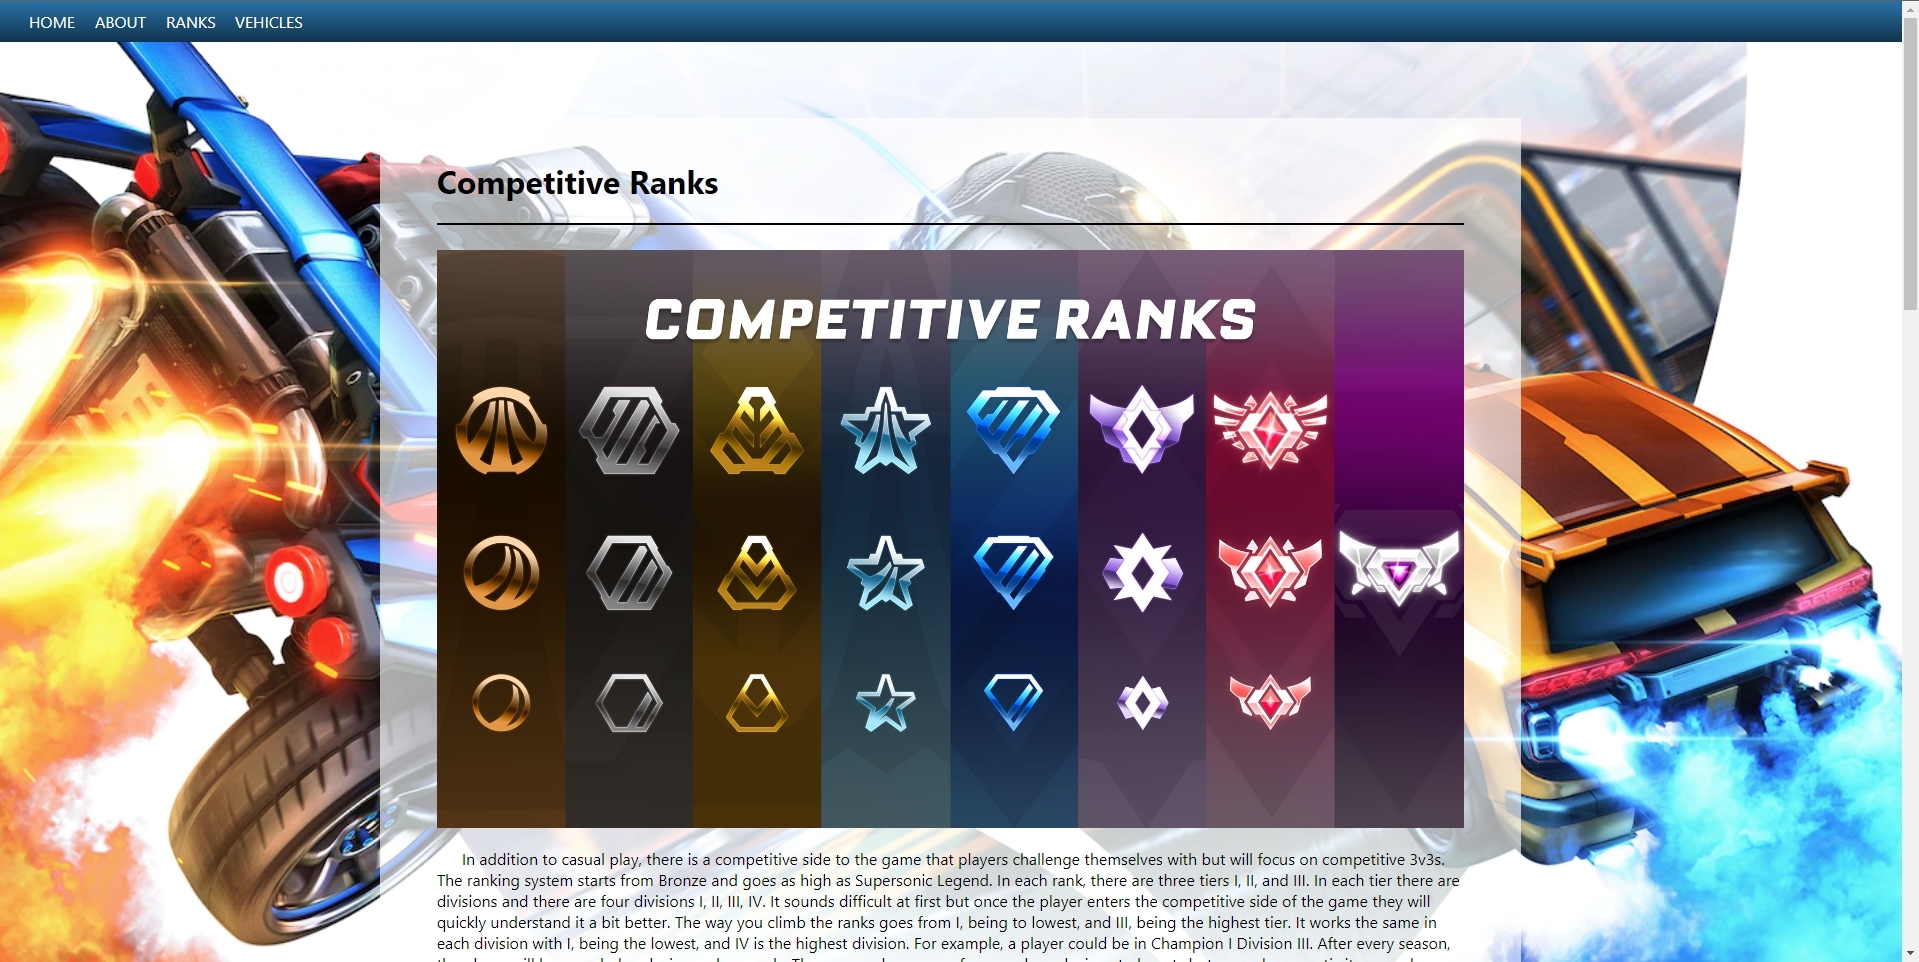 HOME ABOUT RANKS VEHICLES
Competitive Ranks
COMPETITIVE RANKS
In addition to casual play, there is a competitive side to the game that players challenge themselves with but will focus on competitive 3v3s.
The ranking system starts from Bronze and goes as high as Supersonic Legend. In each rank, there are three tiers I, II, and III. In each tier there are
divisions and there are four divisions I, II, III, IV. It sounds difficult at first but once the player enters the competitive side of the game they will
quickly understand it a bit better. The way you climb the ranks goes from I, being to lowest, and III, being the highest tier. It works the same in
each division with I, being the lowest, and IV is the highest division. For example, a player could be in Champion I Division III. After every season,